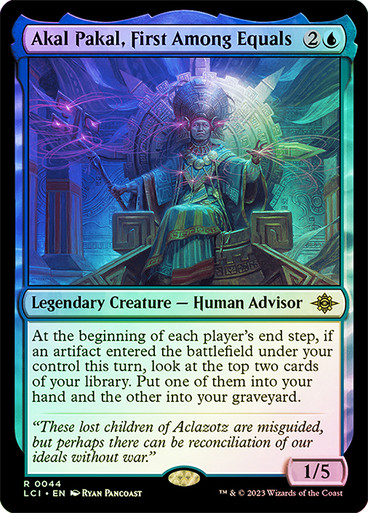 Akal Pakal, First Among Equals 2
Legendary Creature — Human Advisor
At the beginning of each player's end step, if
an artifact entered the battlefield under your
control this turn, look at the top two cards
of your library. Put one of them into your
hand and the other into your graveyard.
“These lost children of Aclazotz are misguided,
but perhaps there can be reconciliation of our
ideals without war.”
1/5
R 0044
LCI • EN Ryan Pancoast
™ & © 2023 Wizards of the Coast